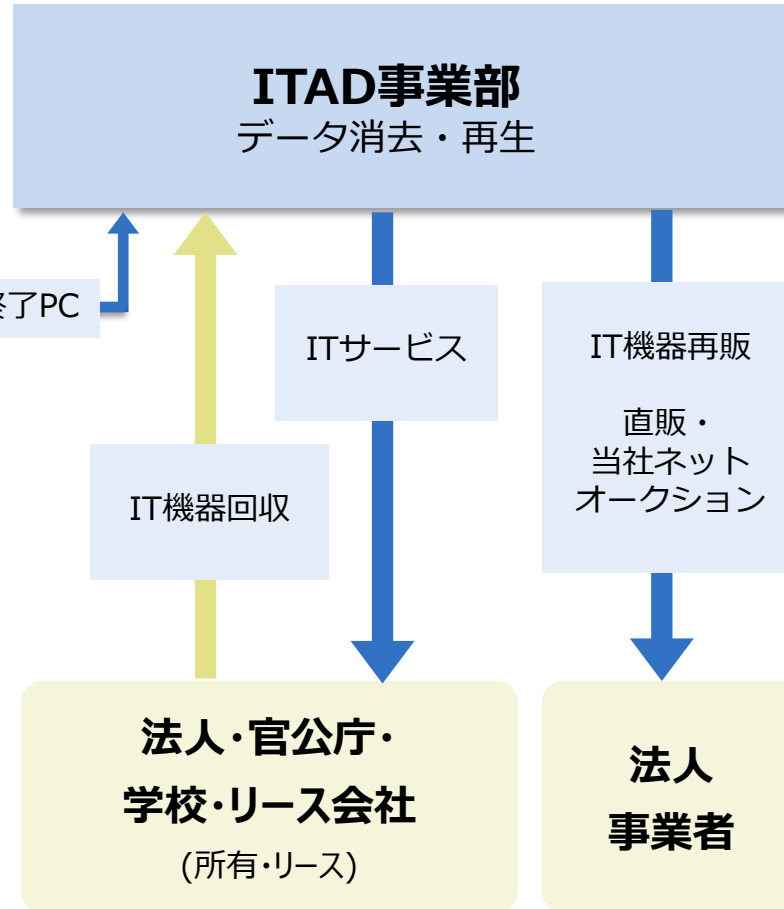 ITAD事業部
データ消去・再生
終了PC
ITサービス
IT機器再販
直販・
当社ネット
オークション
IT機器回収
法人・官公庁・
学校・リース会社
(所有・リース)
法人
事業者